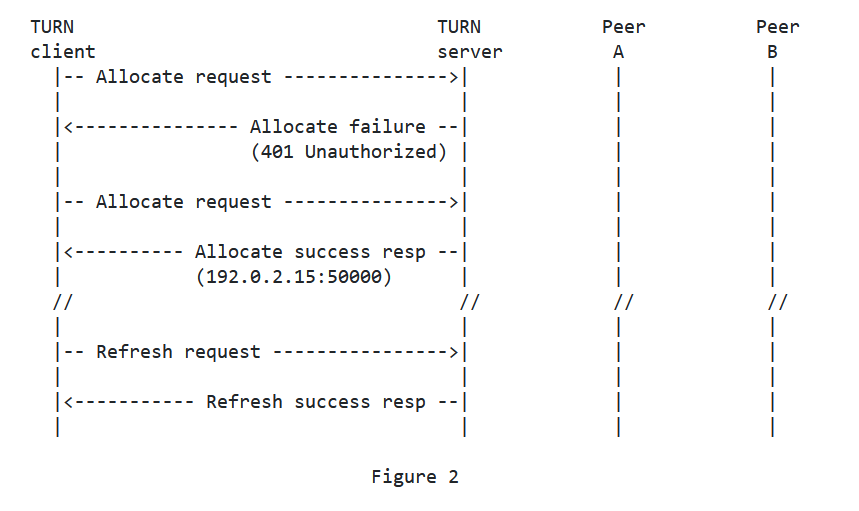 TURN                                 TURN           Peer          Peer
client                               server          A             B
  |-- Allocate request --------------->|             |             |
  |                                    |             |             |
  |<--------------- Allocate failure --|             |             |
  |                 (401 Unauthorized) |             |             |
  |                                    |             |             |
  |-- Allocate request --------------->|             |             |
  |                                    |             |             |
  |<---------- Allocate success resp --|             |             |
  |            (192.0.2.15:50000)      |             |             |
  //                                   //            //            //
  |                                    |             |             |
  |-- Refresh request ---------------->|             |             |
  |                                    |             |             |
  |<----------- Refresh success resp --|             |             |
  |                                    |             |             |

                               Figure 2